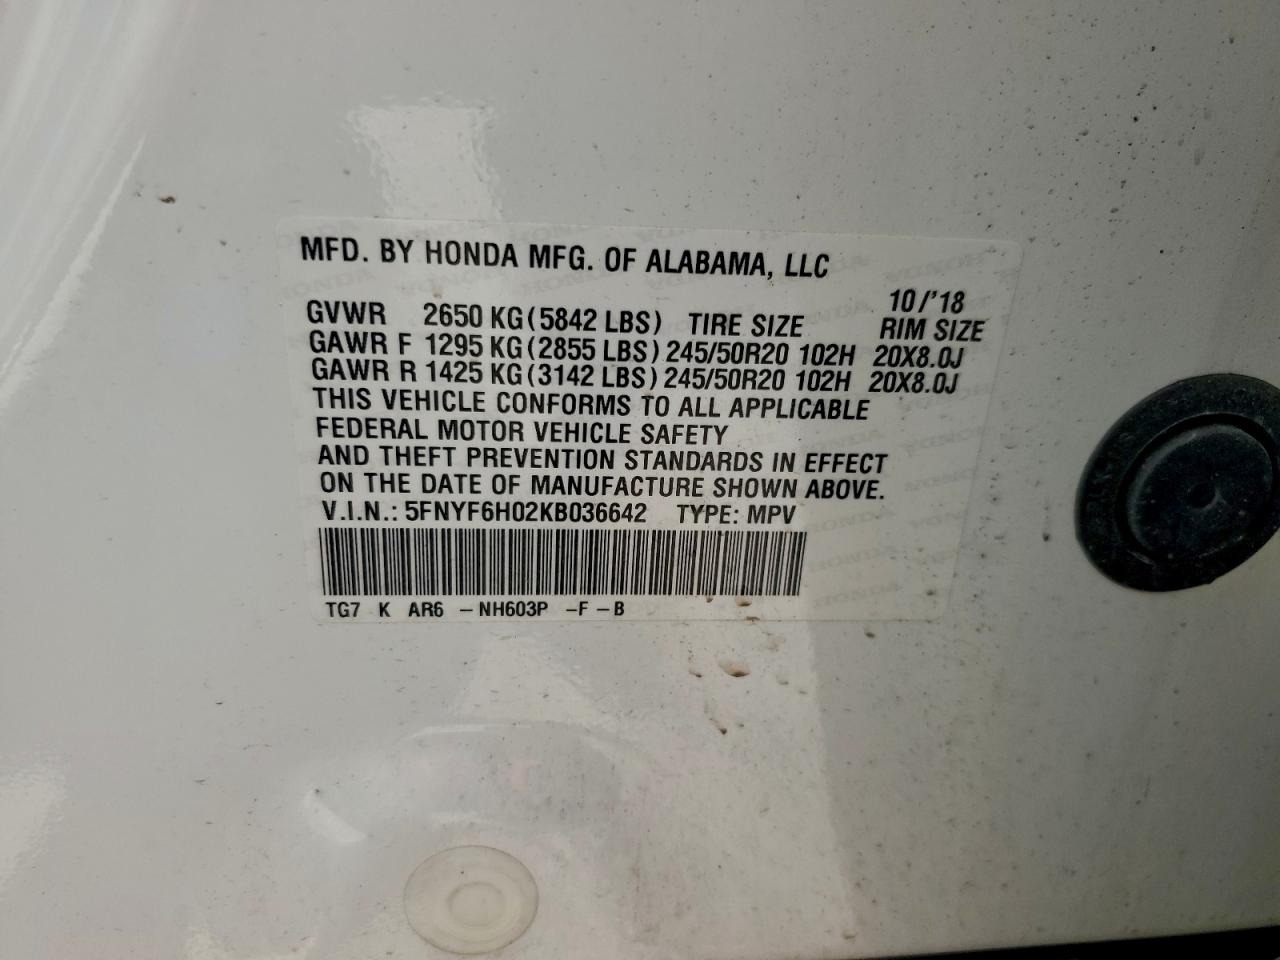 MFD. BY HONDA MFG. OF ALABAMA, LLC
10/'18
GVWR 2650 KG(5842 LBS) TIRE SIZE RIM SIZE
GAWR F 1295 KG(2855 LBS) 245/50R20 102H 20X8.0J
GAWR R 1425 KG(3142 LBS) 245/50R20 102H 20X8.0J
THIS VEHICLE CONFORMS TO ALL APPLICABLE
FEDERAL MOTOR VEHICLE SAFETY
AND THEFT PREVENTION STANDARDS IN EFFECT
ON THE DATE OF MANUFACTURE SHOWN ABOVE.
V.I.N.: 5FNYF6H02KB036642 TYPE: MPV
TG7 K AR6 -NH603P -F-B